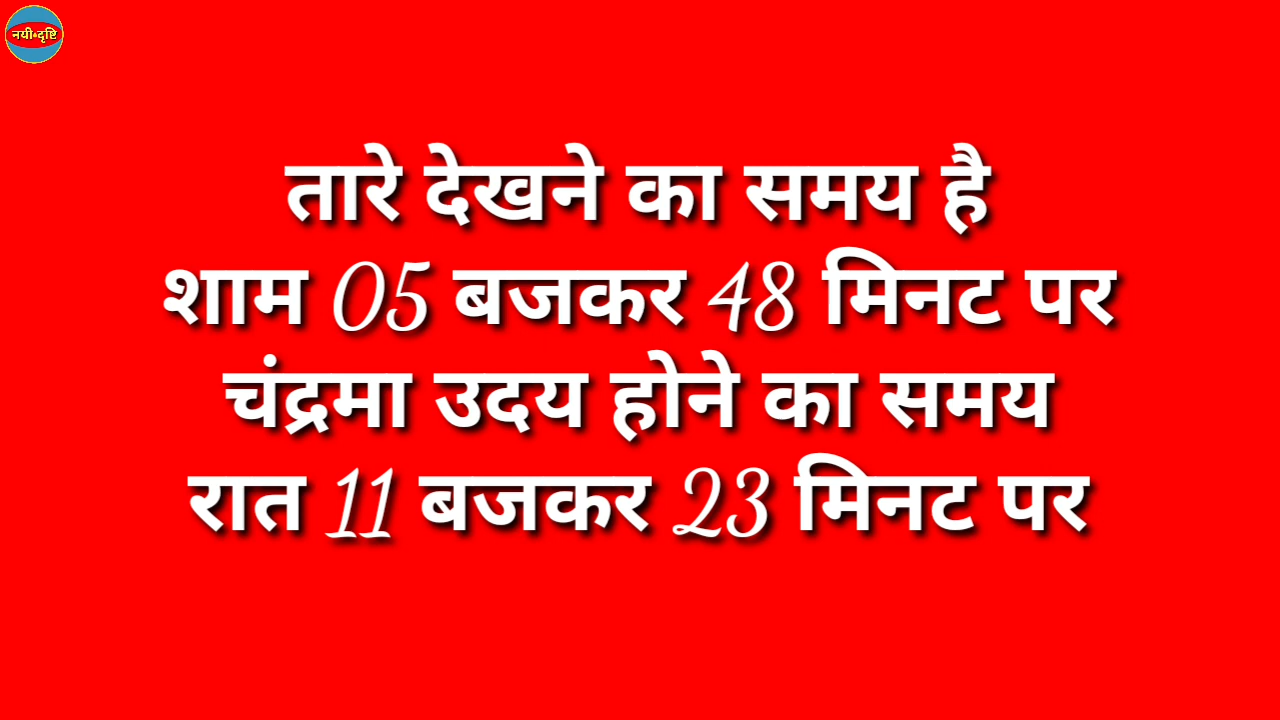 नयी•दृष्टि
तारे देखने का समय है
शाम 05 बजकर 48 मिनट पर
चंद्रमा उदय होने का समय
रात 11 बजकर 23 मिनट पर